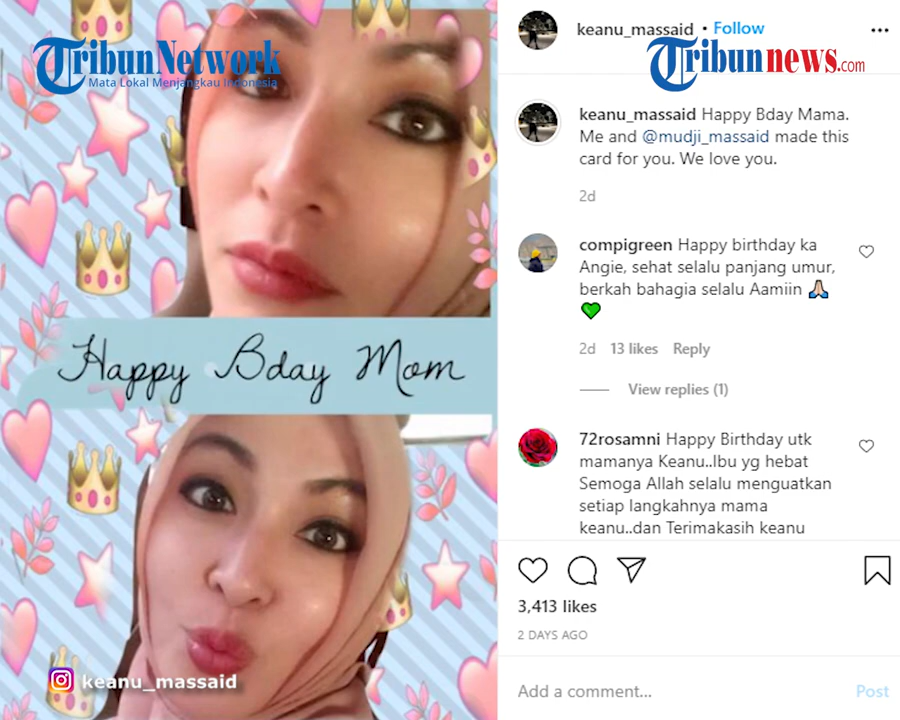 TribunNetwork
Mata Lokal Menjangkau Indonesia
Happy Bday Mom
keanu_massaid
keanu_massaid • Follow
Tribunnews.com
keanu_massaid Happy Bday Mama.
Me and @mudji_massaid made this
card for you. We love you.
2d
compigreen Happy birthday ka
Angie, sehat selalu panjang umur,
berkah bahagia selalu Aamiin 🙏🏻
💚
2d 13 likes Reply
View replies (1)
72rosamni Happy Birthday utk
mamanya Keanu..Ibu yg hebat
Semoga Allah selalu menguatkan
setiap langkahnya mama
keanu..dan Terimakasih keanu
3,413 likes
2 DAYS AGO
Add a comment... Post